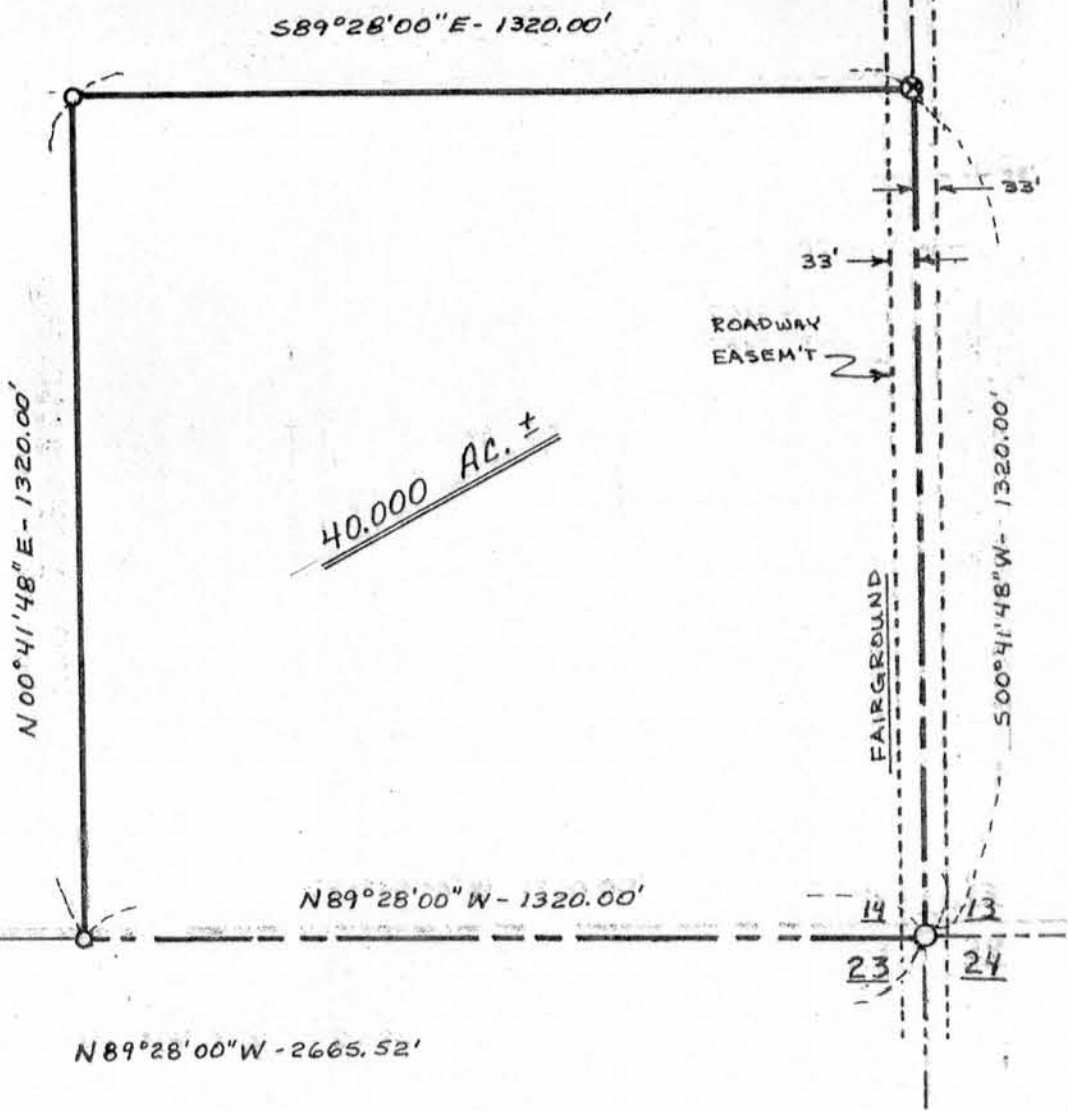 S89°28'00"E - 1320.00'
33'
33'
ROADWAY
EASEM'T
N00°41'48"E - 1320.00'
40.000 AC. ±
S00°41'48"W - 1320.00'
FAIRGROUND
N89°28'00"W - 1320.00'
14 13
23 24
N89°28'00"W - 2665.52'